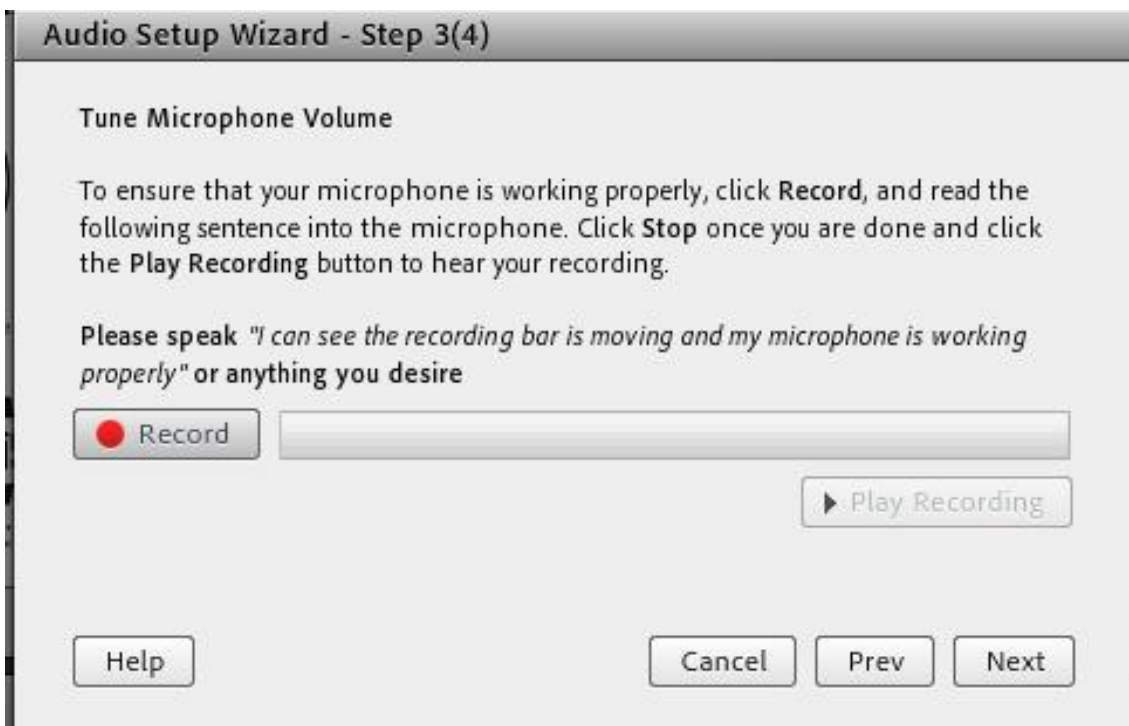 Audio Setup Wizard - Step 3(4)
Tune Microphone Volume
To ensure that your microphone is working properly, click Record, and read the
following sentence into the microphone. Click Stop once you are done and click
the Play Recording button to hear your recording.
Please speak "I can see the recording bar is moving and my microphone is working
properly" or anything you desire
Record
Play Recording
Help Cancel Prev Next